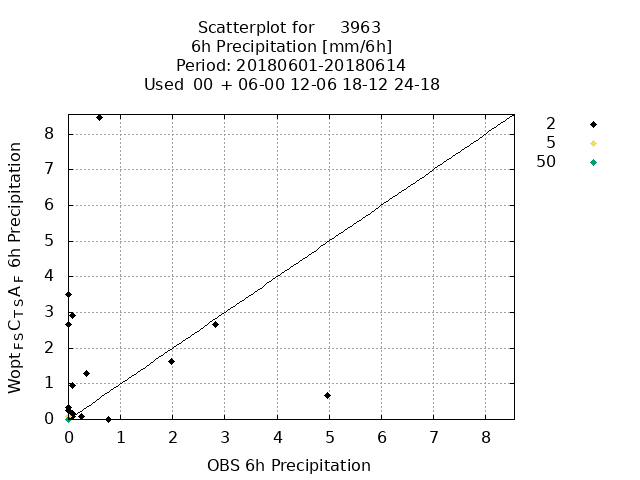 Scatterplot for 3963
6h Precipitation [mm/6h]
Period: 20180601-20180614
Used 00 + 06-00 12-06 18-12 24-18
2
5
50
8
7
6
5
4
3
2
1
0
0 1 2 3 4 5 6 7 8
Wopt FS C T S A F 6h Precipitation
OBS 6h Precipitation